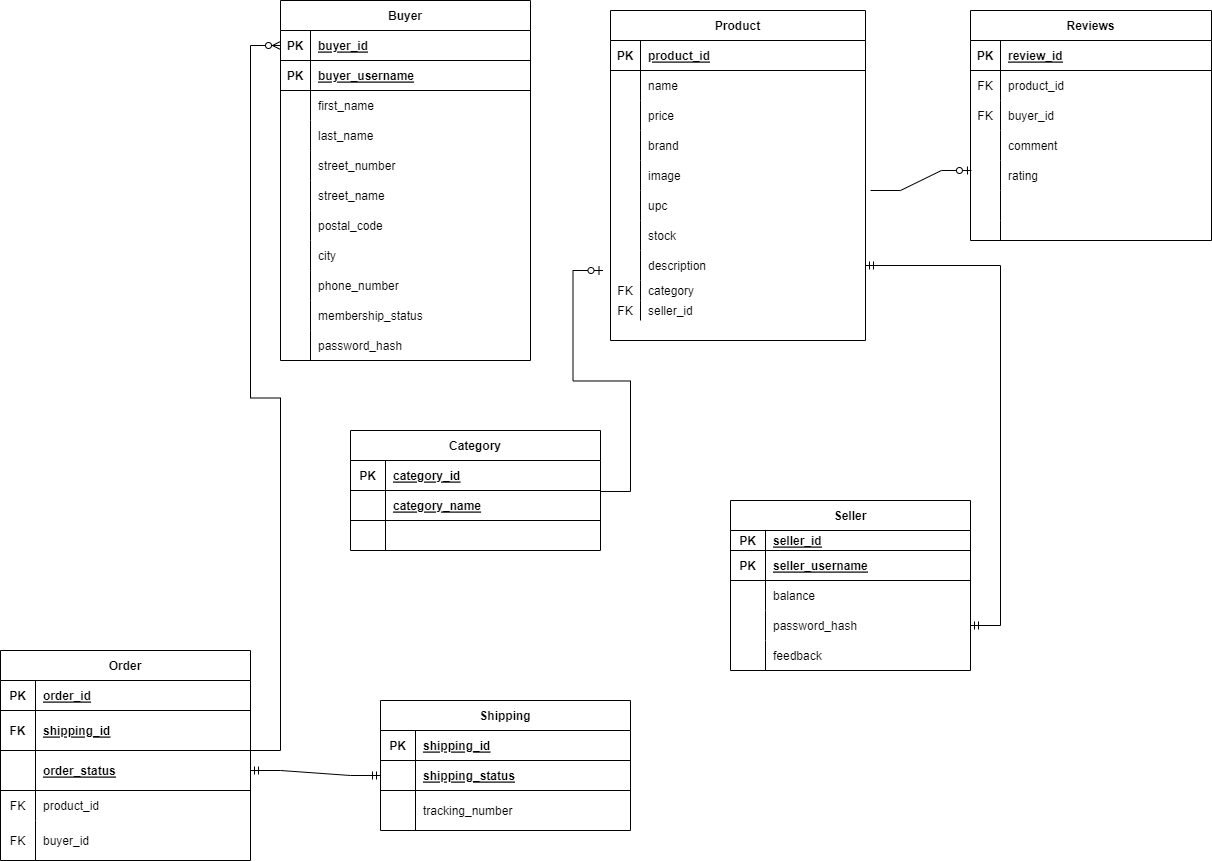 Buyer
PK buyer_id
PK buyer_username
first_name
last_name
street_number
street_name
postal_code
city
phone_number
membership_status
password_hash
Product
PK product_id
name
price
brand
image
upc
stock
description
FK category
FK seller_id
Reviews
PK review_id
FK product_id
FK buyer_id
comment
rating
Category
PK category_id
category_name
Seller
PK seller_id
PK seller_username
balance
password_hash
feedback
Order
PK order_id
FK shipping_id
order_status
FK product_id
FK buyer_id
Shipping
PK shipping_id
shipping_status
tracking_number